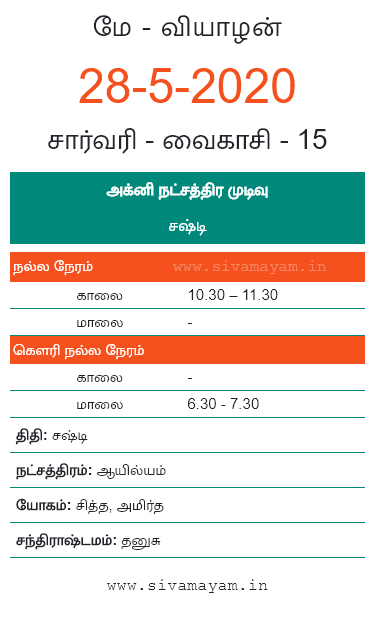 மே - வியாழன்
28-5-2020
சார்வரி - வைகாசி - 15
அக்னி நட்சத்திர முடிவு
சஷ்டி
நல்ல நேரம் www.sivamayam.in
காலை 10.30 – 11.30
மாலை -
கௌரி நல்ல நேரம்
காலை -
மாலை 6.30 - 7.30
திதி: சஷ்டி
நட்சத்திரம்: ஆயில்யம்
யோகம்: சித்த, அமிர்த
சந்திராஷ்டமம்: தனுசு
www.sivamayam.in